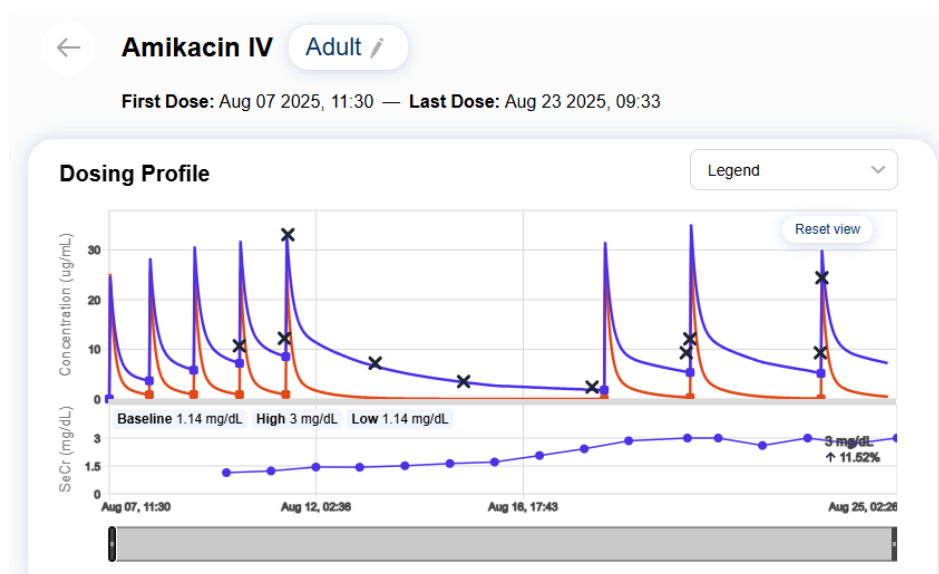 Amikacin IV Adult
First Dose: Aug 07 2025, 11:30 — Last Dose: Aug 23 2025, 09:33
Dosing Profile
Legend
Reset view
Concentration (ug/mL)
30
20
10
0
Baseline 1.14 mg/dL High 3 mg/dL Low 1.14 mg/dL
SeCr (mg/dL)
3
1.5
0
3 mg/dL
↑ 11.52%
Aug 07, 11:30 Aug 12, 02:36 Aug 16, 17:43 Aug 25, 02:26